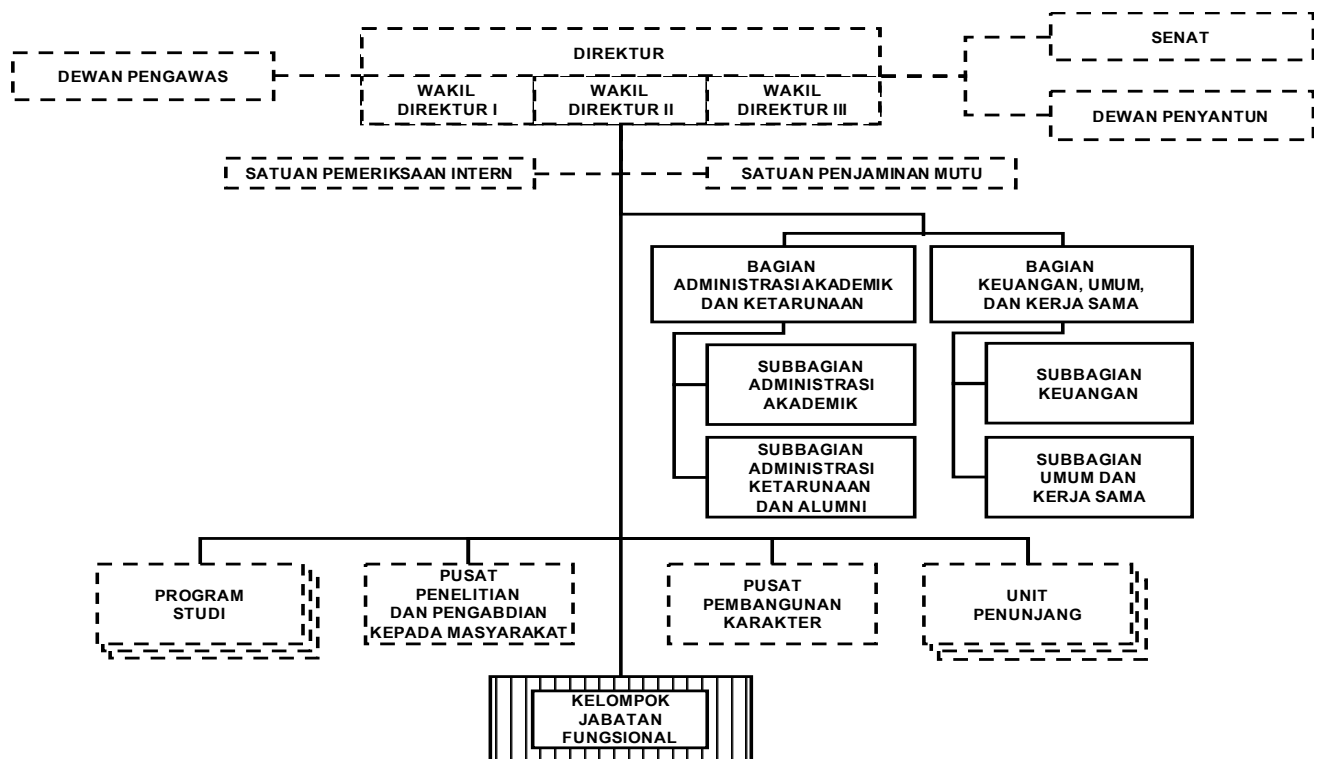 DIREKTUR
SENAT
DEWAN PENGAWAS
WAKIL
DIREKTUR I
WAKIL
DIREKTUR II
WAKIL
DIREKTUR III
DEWAN PENYANTUN
SATUAN PEMERIKSAAN INTERN
SATUAN PENJAMINAN MUTU
BAGIAN
ADMINISTRASI AKADEMIK
DAN KETARUNAAN
BAGIAN
KEUANGAN, UMUM,
DAN KERJA SAMA
SUBBAGIAN
ADMINISTRASI
AKADEMIK
SUBBAGIAN
KEUANGAN
SUBBAGIAN
ADMINISTRASI
KETARUNAAN
DAN ALUMNI
SUBBAGIAN
UMUM DAN
KERJA SAMA
PROGRAM
STUDI
PUSAT
PENELITIAN
DAN PENGABDIAN
KEPADA MASYARAKAT
PUSAT
PEMBANGUNAN
KARAKTER
UNIT
PENUNJANG
KELOMPOK
JABATAN
FUNGSIONAL